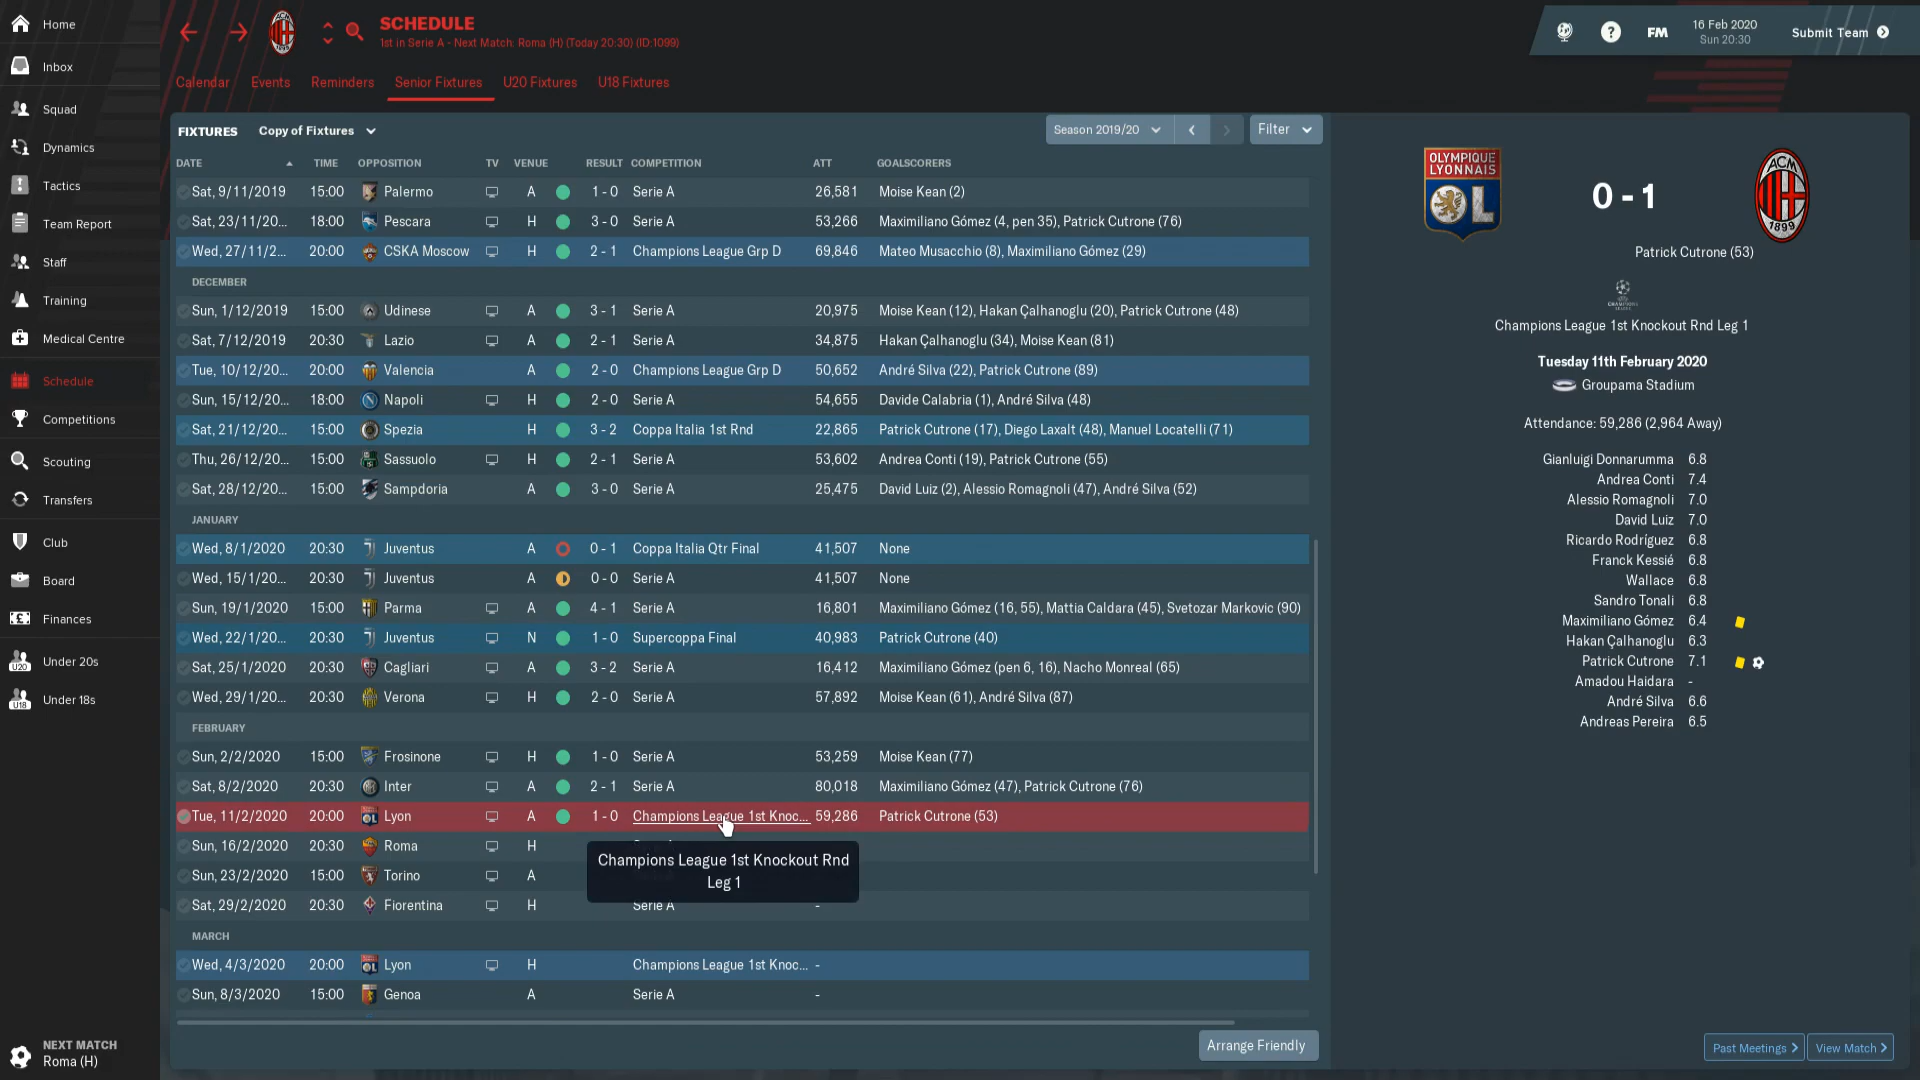 Home
Inbox
Squad
Dynamics
Tactics
Team Report
Staff
Training
Medical Centre
Schedule
Competitions
Scouting
Transfers
Club
Board
Finances
U20 Under 20s
U18 Under 18s
NEXT MATCH
Roma (H)
SCHEDULE
1st in Serie A - Next Match: Roma (H) (Today 20:30) (ID:1099)
FM
16 Feb 2020
Sun 20:30
Submit Team
Calendar Events Reminders Senior Fixtures U20 Fixtures U18 Fixtures
FIXTURES Copy of Fixtures Season 2019/20 Filter
DATE TIME OPPOSITION TV VENUE RESULT COMPETITION ATT GOALSCORERS
Sat, 9/11/2019 15:00 Palermo A 1 - 0 Serie A 26,581 Moise Kean (2)
Sat, 23/11/20... 18:00 Pescara H 3 - 0 Serie A 53,266 Maximiliano Gómez (4, pen 35), Patrick Cutrone (76)
Wed, 27/11/2... 20:00 CSKA Moscow H 2 - 1 Champions League Grp D 69,846 Mateo Musacchio (8), Maximiliano Gómez (29)
DECEMBER
Sun, 1/12/2019 15:00 Udinese A 3 - 1 Serie A 20,975 Moise Kean (12), Hakan Çalhanoglu (20), Patrick Cutrone (48)
Sat, 7/12/2019 20:30 Lazio A 2 - 1 Serie A 34,875 Hakan Çalhanoglu (34), Moise Kean (81)
Tue, 10/12/20... 20:00 Valencia A 2 - 0 Champions League Grp D 50,652 André Silva (22), Patrick Cutrone (89)
Sun, 15/12/20... 18:00 Napoli H 2 - 0 Serie A 54,655 Davide Calabria (1), André Silva (48)
Sat, 21/12/20... 15:00 Spezia H 3 - 2 Coppa Italia 1st Rnd 22,865 Patrick Cutrone (17), Diego Laxalt (48), Manuel Locatelli (71)
Thu, 26/12/20... 15:00 Sassuolo H 2 - 1 Serie A 53,602 Andrea Conti (19), Patrick Cutrone (55)
Sat, 28/12/20... 15:00 Sampdoria A 3 - 0 Serie A 25,475 David Luiz (2), Alessio Romagnoli (47), André Silva (52)
JANUARY
Wed, 8/1/2020 20:30 Juventus A 0 - 1 Coppa Italia Qtr Final 41,507 None
Wed, 15/1/20... 20:30 Juventus A 0 - 0 Serie A 41,507 None
Sun, 19/1/2020 15:00 Parma A 4 - 1 Serie A 16,801 Maximiliano Gómez (16, 55), Mattia Caldara (45), Svetozar Markovic (90)
Wed, 22/1/20... 20:30 Juventus N 1 - 0 Supercoppa Final 40,983 Patrick Cutrone (40)
Sat, 25/1/2020 20:30 Cagliari A 3 - 2 Serie A 16,412 Maximiliano Gómez (pen 6, 16), Nacho Monreal (65)
Wed, 29/1/20... 20:30 Verona H 2 - 0 Serie A 57,892 Moise Kean (61), André Silva (87)
FEBRUARY
Sun, 2/2/2020 15:00 Frosinone H 1 - 0 Serie A 53,259 Moise Kean (77)
Sat, 8/2/2020 20:30 Inter A 2 - 1 Serie A 80,018 Maximiliano Gómez (47), Patrick Cutrone (76)
Tue, 11/2/2020 20:00 Lyon A 1 - 0 Champions League 1st Knoc... 59,286 Patrick Cutrone (53)
Sun, 16/2/2020 20:30 Roma H
Champions League 1st Knockout Rnd
Leg 1
Sun, 23/2/2020 15:00 Torino A
Sat, 29/2/2020 20:30 Fiorentina H Serie A -
MARCH
Wed, 4/3/2020 20:00 Lyon H Champions League 1st Knoc... -
Sun, 8/3/2020 15:00 Genoa A Serie A -
Arrange Friendly
OLYMPIQUE
LYONNAIS
OL
0 - 1
ACM
1899
Patrick Cutrone (53)
Champions League 1st Knockout Rnd Leg 1
Tuesday 11th February 2020
Groupama Stadium
Attendance: 59,286 (2,964 Away)
Gianluigi Donnarumma 6.8
Andrea Conti 7.4
Alessio Romagnoli 7.0
David Luiz 7.0
Ricardo Rodríguez 6.8
Franck Kessié 6.8
Wallace 6.8
Sandro Tonali 6.8
Maximiliano Gómez 6.4
Hakan Çalhanoglu 6.3
Patrick Cutrone 7.1
Amadou Haidara -
André Silva 6.6
Andreas Pereira 6.5
Past Meetings View Match